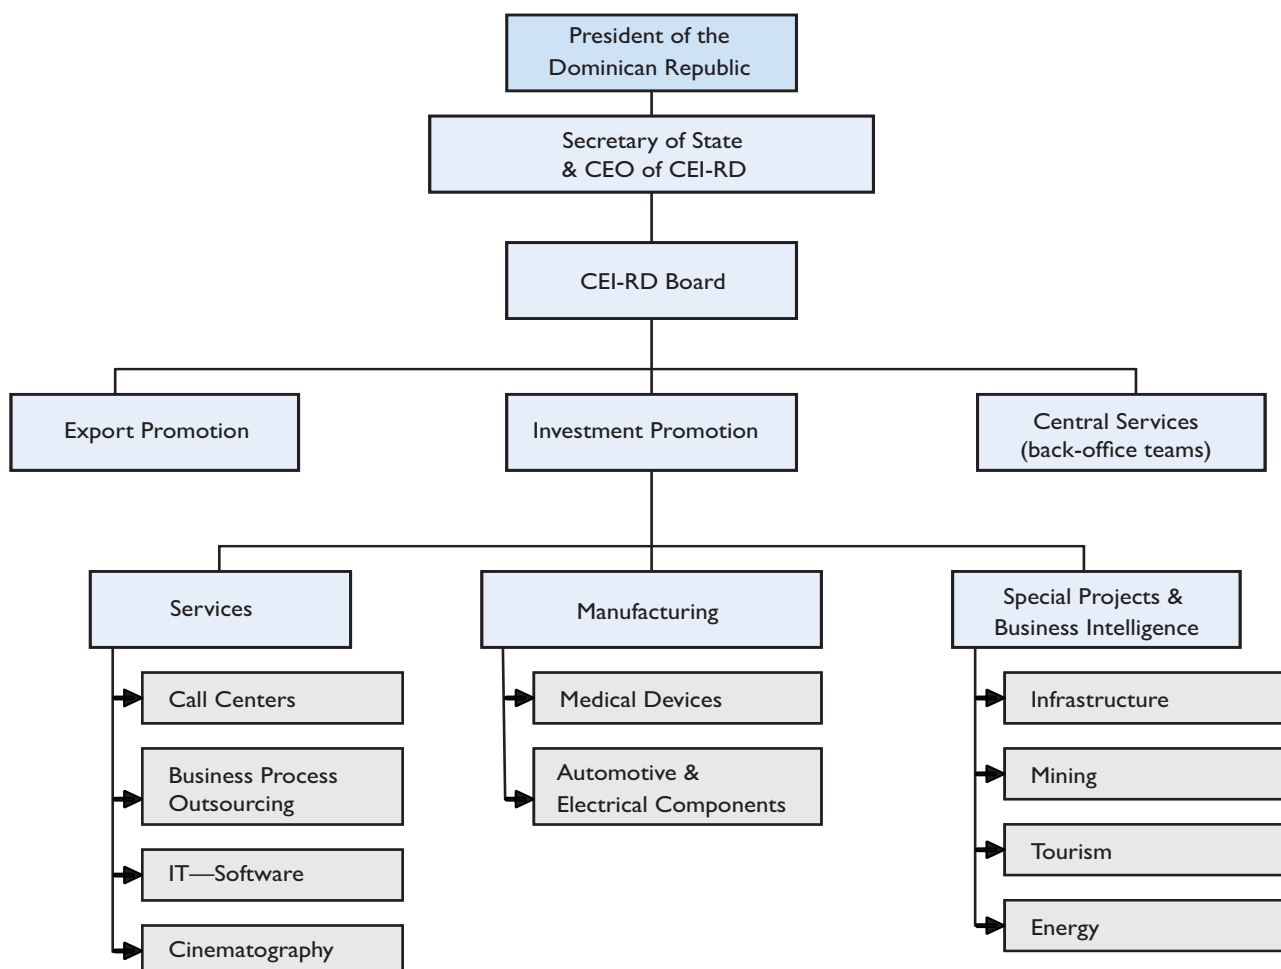 President of the
Dominican Republic
Secretary of State
& CEO of CEI-RD
CEI-RD Board
Export Promotion
Investment Promotion
Central Services
(back-office teams)
Services
Manufacturing
Special Projects &
Business Intelligence
Call Centers
Business Process
Outsourcing
IT—Software
Cinematography
Medical Devices
Automotive &
Electrical Components
Infrastructure
Mining
Tourism
Energy